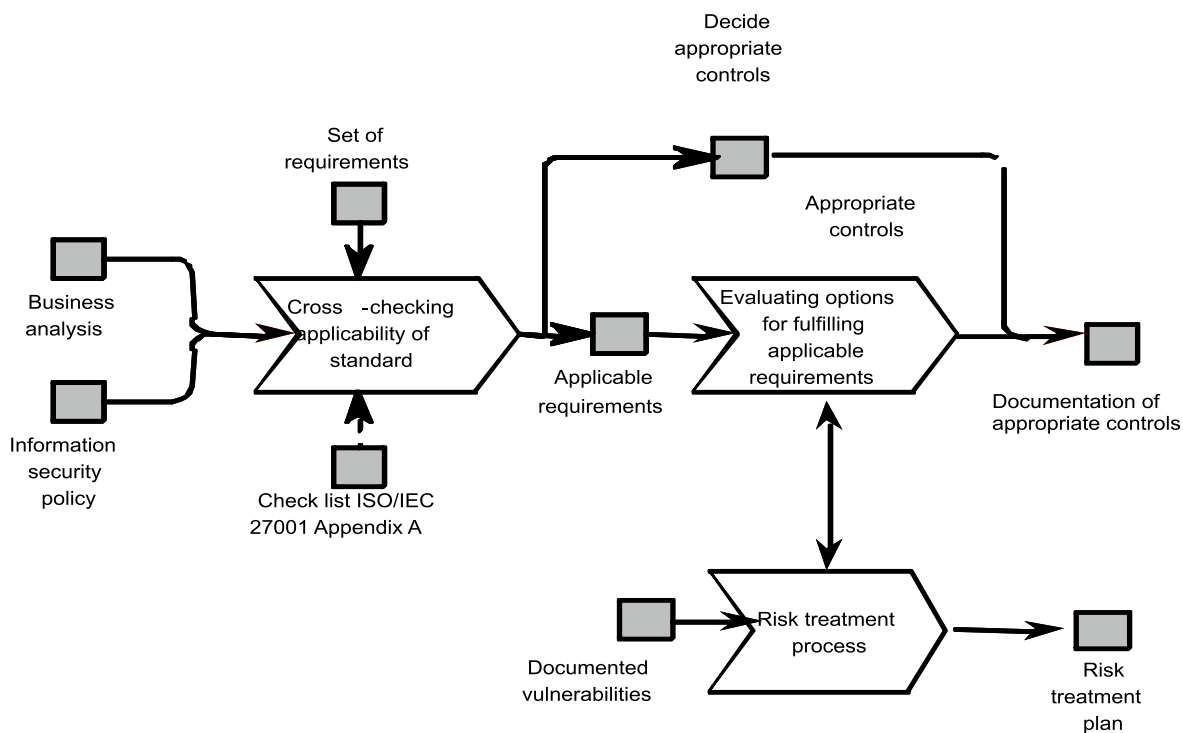 Decide
appropriate
controls
Set of
requirements
Appropriate
controls
Business
analysis
Cross -checking
applicability of
standard
Evaluating options
for fulfilling
applicable
requirements
Applicable
requirements
Documentation of
appropriate controls
Information
security
policy
Check list ISO/IEC
27001 Appendix A
Risk treatment
process
Documented
vulnerabilities
Risk
treatment
plan